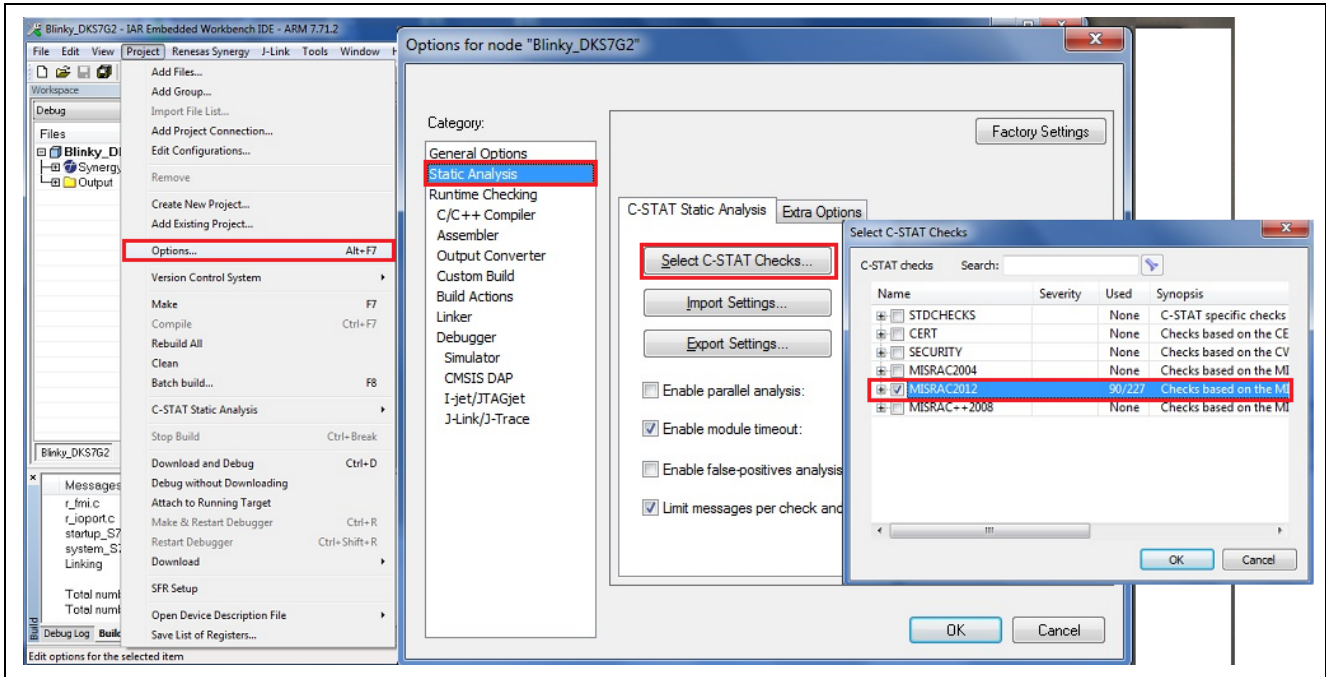 Blinky_DKS7G2 - IAR Embedded Workbench IDE - ARM 7.71.2
File Edit View Project Renesas Synergy J-Link Tools Window
Workspace
Debug
Files
Blinky_D
Synergy
Output
Blinky_DKS7G2
Add Files...
Add Group...
Import File List...
Add Project Connection...
Edit Configurations...
Remove
Create New Project...
Add Existing Project...
Options... Alt+F7
Version Control System
Make F7
Compile Ctrl+F7
Rebuild All
Clean
Batch build... F8
C-STAT Static Analysis
Stop Build Ctrl+Break
Download and Debug Ctrl+D
Debug without Downloading
Attach to Running Target
Make & Restart Debugger Ctrl+R
Restart Debugger Ctrl+Shift+R
Download
SFR Setup
Open Device Description File
Save List of Registers...
Messages
r_fmi.c
r_ioport.c
startup_S7
system_S7
Linking
Total numb
Total numb
Build
Debug Log Build
Edit options for the selected item
Options for node "Blinky_DKS7G2"
Category:
General Options
Static Analysis
Runtime Checking
C/C++ Compiler
Assembler
Output Converter
Custom Build
Build Actions
Linker
Debugger
Simulator
CMSIS DAP
I-jet/JTAGjet
J-Link/J-Trace
Factory Settings
C-STAT Static Analysis Extra Options
Select C-STAT Checks...
Import Settings...
Export Settings...
Enable parallel analysis:
Enable module timeout:
Enable false-positives analysis
Limit messages per check and
OK Cancel
Select C-STAT Checks
C-STAT checks Search:
Name Severity Used Synopsis
STDCHECKS None C-STAT specific checks
CERT None Checks based on the CE
SECURITY None Checks based on the CV
MISRAC2004 None Checks based on the MI
MISRAC2012 90/227 Checks based on the MI
MISRAC++2008 None Checks based on the MI
OK Cancel